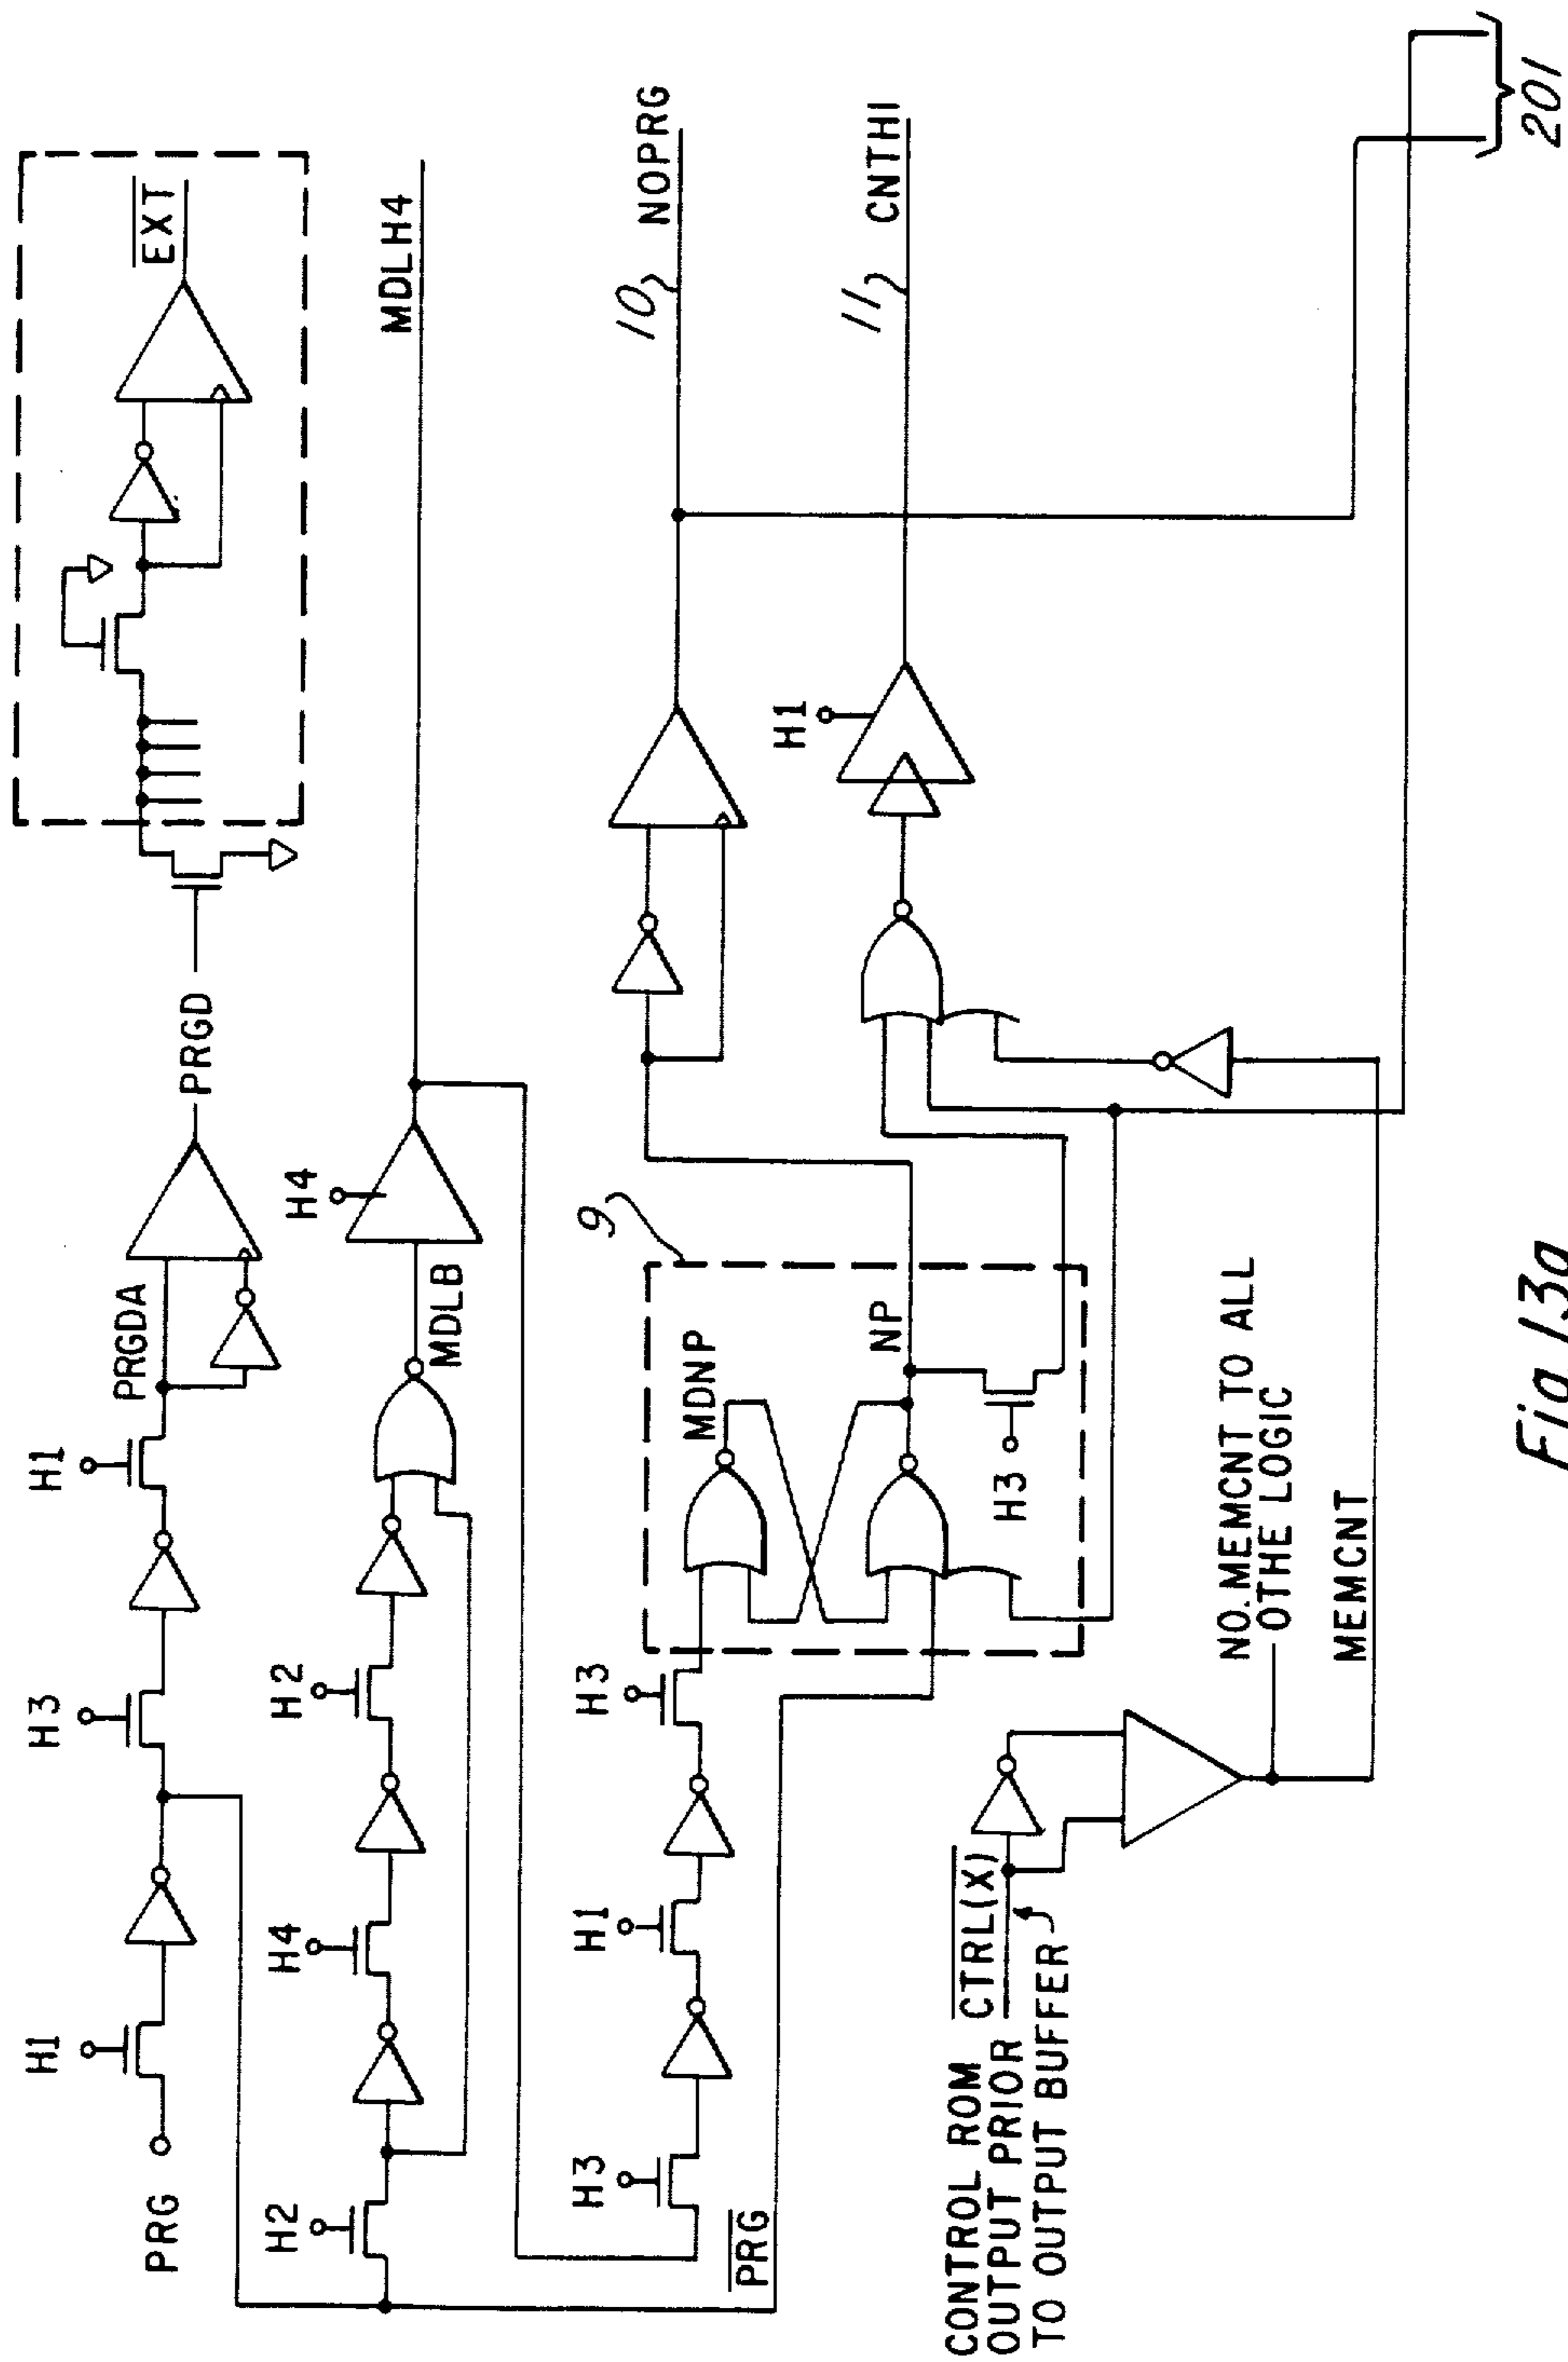 PRG
H1
H3
H1
PRGDA
PRGD
EXT
H2
H4
H2
MDLB
H4
MDLH4
PRG
H3
H1
H3
MDNP
NP
H3
9
10
NOPRG
H1
11
CNTHI
CONTROL ROM
OUTPUT PRIOR
TO OUTPUT BUFFER
CTRL(X)
NO. MEMCNT TO ALL
OTHE LOGIC
MEMCNT
201
Fig. 13a